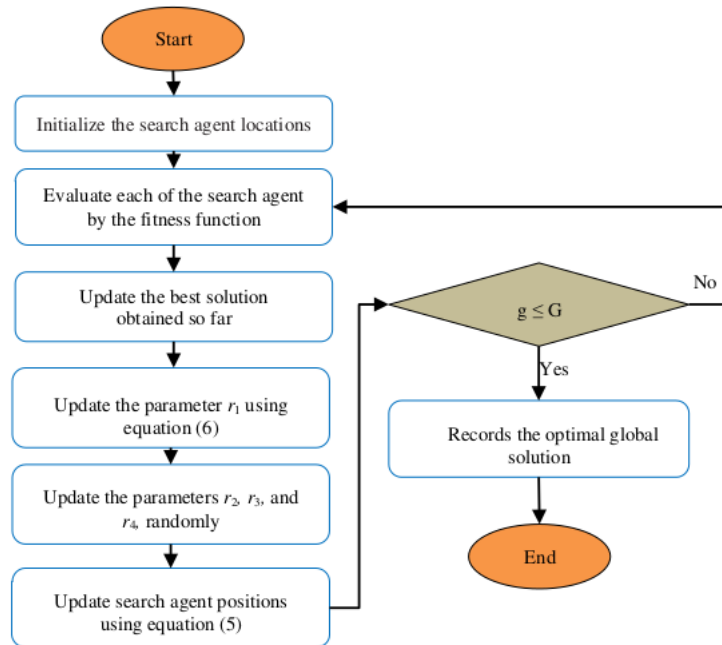 Start
Initialize the search agent locations
Evaluate each of the search agent
by the fitness function
Update the best solution
obtained so far
Update the parameter r₁ using
equation (6)
Update the parameters r₂, r₃, and
r₄, randomly
Update search agent positions
using equation (5)
g ≤ G
No
Yes
Records the optimal global
solution
End